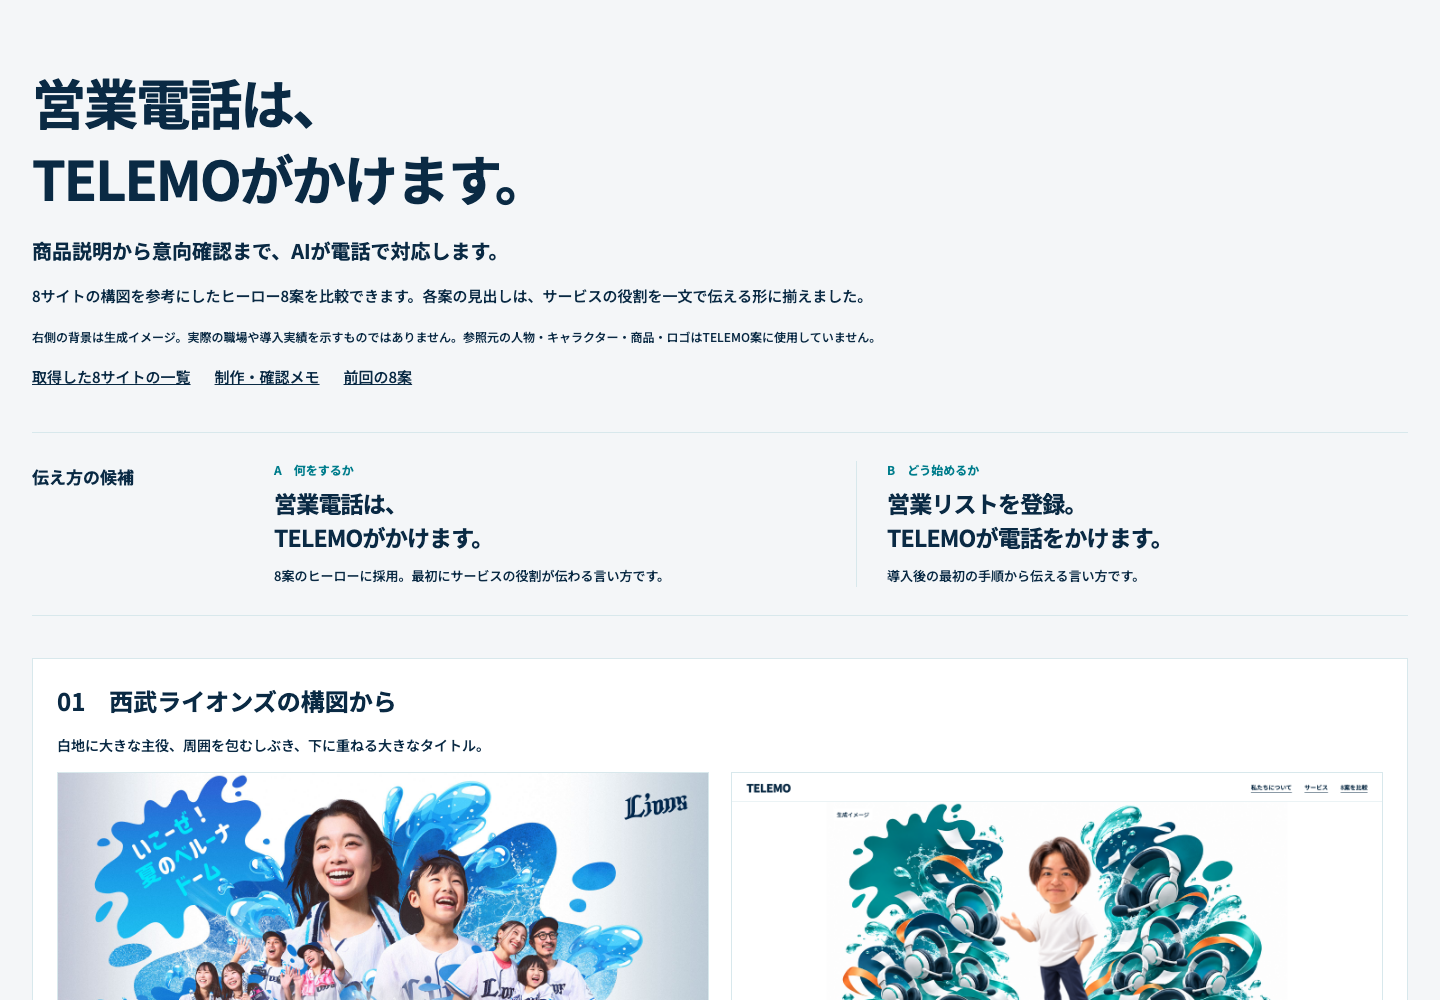 営業電話は、
TELEMOがかけます。
商品説明から意向確認まで、AIが電話で対応します。
8サイトの構図を参考にしたヒーロー8案を比較できます。各案の見出しは、サービスの役割を一文で伝える形に揃えました。
右側の背景は生成イメージ。実際の職場や導入実績を示すものではありません。参照元の人物・キャラクター・商品・ロゴはTELEMO案に使用していません。
取得した8サイトの一覧 制作・確認メモ 前回の8案
伝え方の候補
A 何をするか
営業電話は、
TELEMOがかけます。
8案のヒーローに採用。最初にサービスの役割が伝わる言い方です。
B どう始めるか
営業リストを登録。
TELEMOが電話をかけます。
導入後の最初の手順から伝える言い方です。
01 西武ライオンズの構図から
白地に大きな主役、周囲を包むしぶき、下に重ねる大きなタイトル。
いこーぜ！
夏のベルーナ
ドーム
Lions
TELEMO
私たちについて サービス 8案を比較
生成イメージ